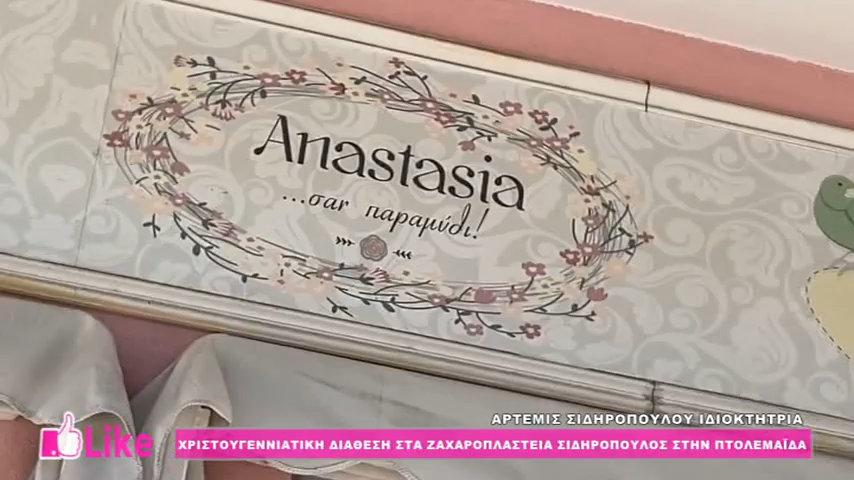 Anastasia
...σαν παραμύθι!
ΑΡΤΕΜΙΣ ΣΙΔΗΡΟΠΟΥΛΟΥ ΙΔΙΟΚΤΗΤΡΙΑ
Like
ΧΡΙΣΤΟΥΓΕΝΝΙΑΤΙΚΗ ΔΙΑΘΕΣΗ ΣΤΑ ΖΑΧΑΡΟΠΛΑΣΤΕΙΑ ΣΙΔΗΡΟΠΟΥΛΟΣ ΣΤΗΝ ΠΤΟΛΕΜΑΪΔΑ